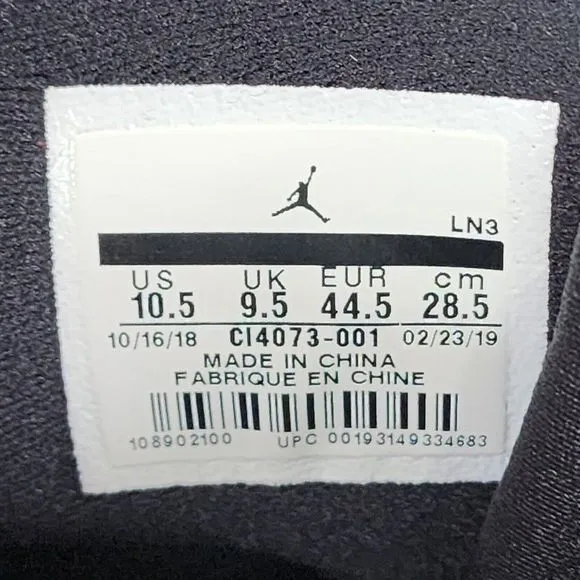 LN3
US UK EUR cm
10.5 9.5 44.5 28.5
10/16/18 CI4073-001 02/23/19
MADE IN CHINA
FABRIQUE EN CHINE
108902100 UPC 00193149334683